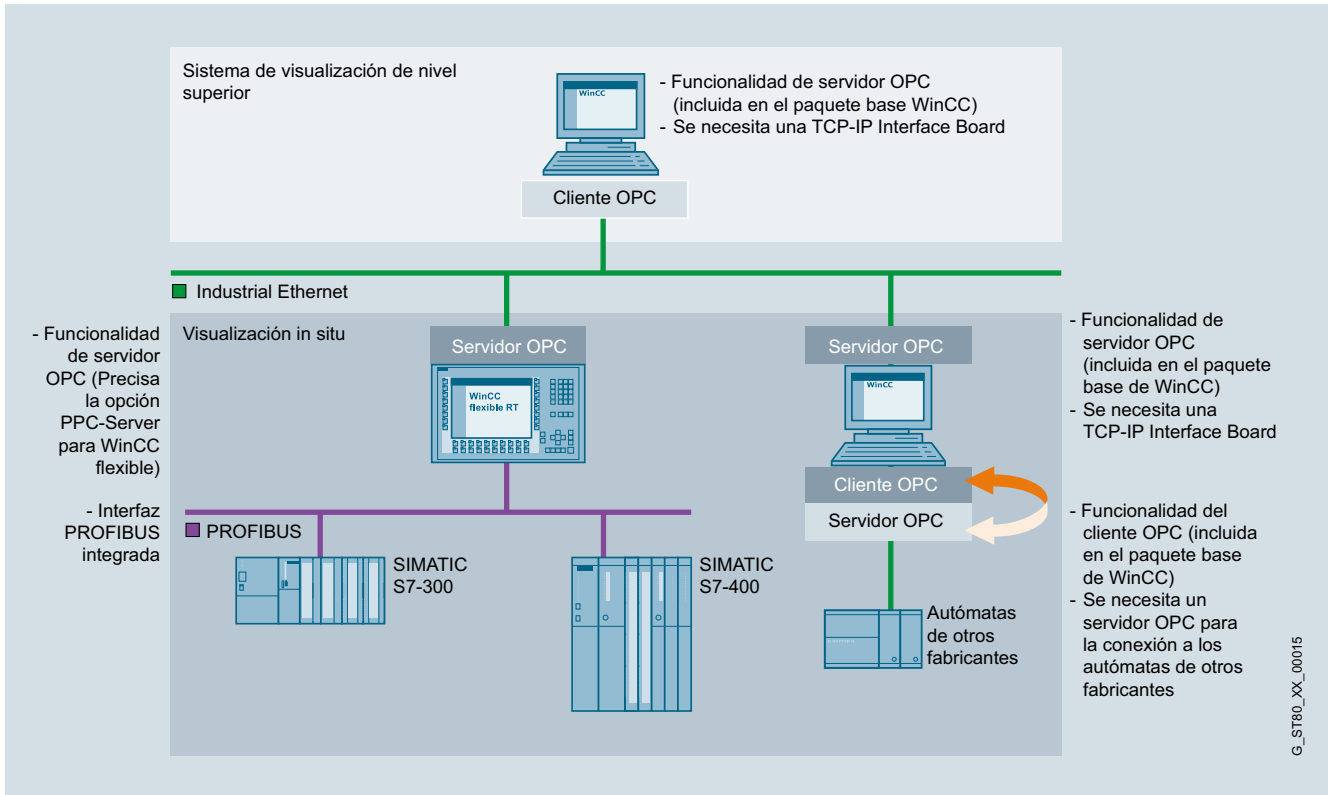 Sistema de visualización de nivel
superior
WinCC
- Funcionalidad de servidor OPC
(incluida en el paquete base WinCC)
- Se necesita una TCP-IP Interface Board
Cliente OPC
Industrial Ethernet
- Funcionalidad
de servidor
OPC (Precisa
la opción
PPC-Server
para WinCC
flexible)
- Interfaz
PROFIBUS
integrada
Visualización in situ
Servidor OPC
WinCC
flexible RT
PROFIBUS
SIMATIC
S7-300
SIMATIC
S7-400
Servidor OPC
WinCC
Cliente OPC
Servidor OPC
Autómatas
de otros
fabricantes
- Funcionalidad de
servidor OPC
(incluida en el paquete
base de WinCC)
- Se necesita una
TCP-IP Interface Board
- Funcionalidad del
cliente OPC (incluida
en el paquete base
de WinCC)
- Se necesita un
servidor OPC para
la conexión a los
autómatas de otros
fabricantes
G_ST80_XX_00015